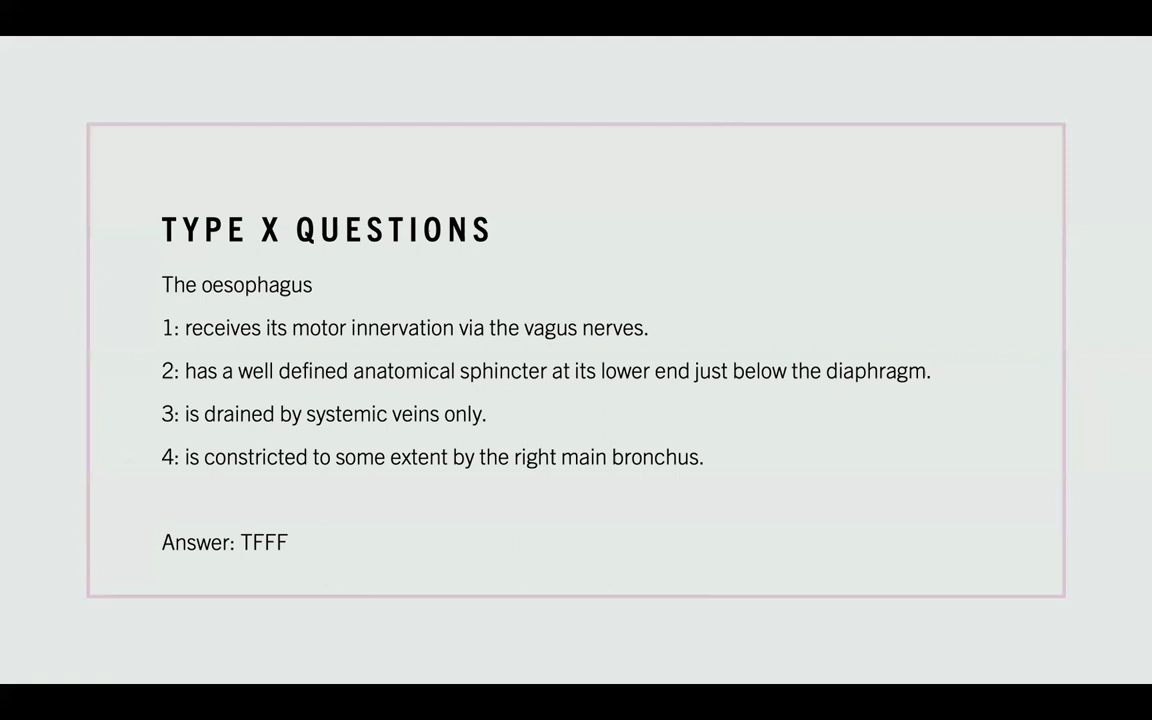 TYPE X QUESTIONS
The oesophagus
1: receives its motor innervation via the vagus nerves.
2: has a well defined anatomical sphincter at its lower end just below the diaphragm.
3: is drained by systemic veins only.
4: is constricted to some extent by the right main bronchus.
Answer: TFFF